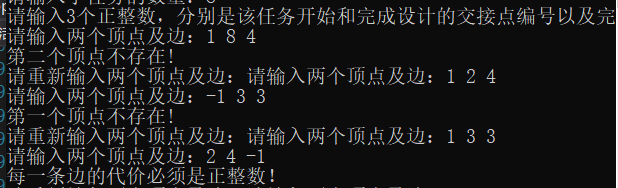 请输入3个正整数，分别是该任务开始和完成设计的交接点编号以及完
请输入两个顶点及边：1 8 4
第二个顶点不存在!
请重新输入两个顶点及边：请输入两个顶点及边：1 2 4
请输入两个顶点及边：-1 3 3
第一个顶点不存在!
请重新输入两个顶点及边：请输入两个顶点及边：1 3 3
请输入两个顶点及边：2 4 -1
每一条边的代价必须是正整数!